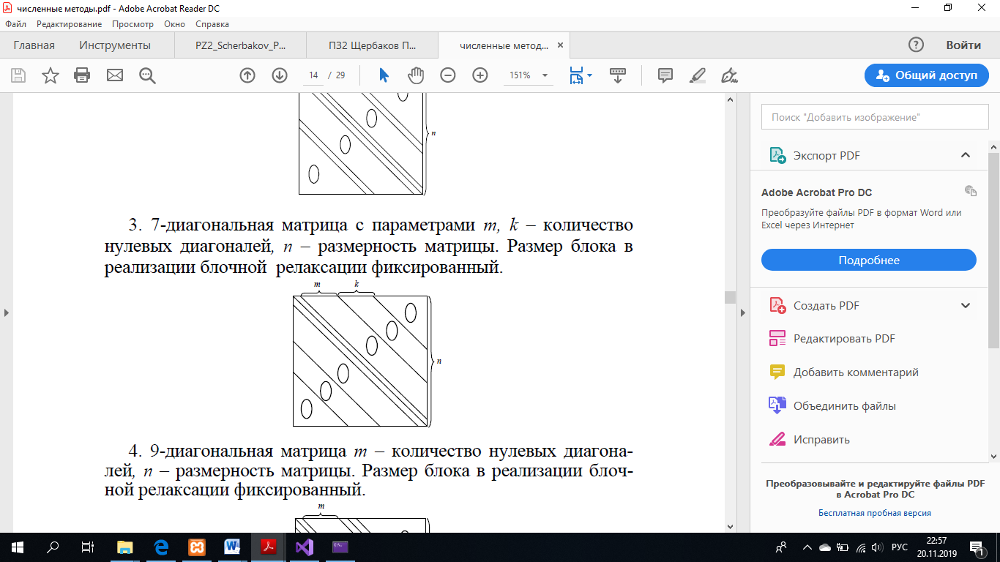 численные методы.pdf - Adobe Acrobat Reader DC
Файл Редактирование Просмотр Окно Справка
Главная Инструменты PZ2_Scherbakov_P... ПЗ2 Щербаков П... численные метод... ×
Войти
14 / 29 151% Общий доступ
n
3. 7-диагональная матрица с параметрами m, k – количество
нулевых диагоналей, n – размерность матрицы. Размер блока в
реализации блочной релаксации фиксированный.
m k
n
4. 9-диагональная матрица m – количество нулевых диагона-
лей, n – размерность матрицы. Размер блока в реализации блоч-
ной релаксации фиксированный.
m
Поиск "Добавить изображение"
Экспорт PDF
Adobe Acrobat Pro DC
Преобразуйте файлы PDF в формат Word или
Excel через Интернет
Подробнее
Создать PDF
Редактировать PDF
Добавить комментарий
Объединить файлы
Исправить
Преобразовывайте и редактируйте файлы PDF
в Acrobat Pro DC
Бесплатная пробная версия
РУС
22:57
20.11.2019
1